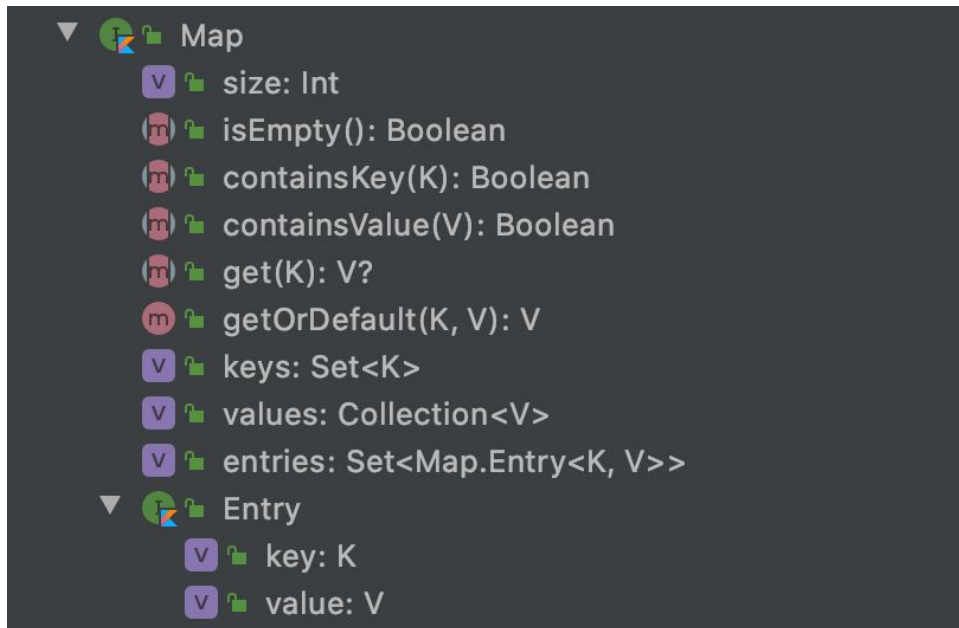 Map
size: Int
isEmpty(): Boolean
containsKey(K): Boolean
containsValue(V): Boolean
get(K): V?
getOrDefault(K, V): V
keys: Set<K>
values: Collection<V>
entries: Set<Map.Entry<K, V>>
Entry
key: K
value: V